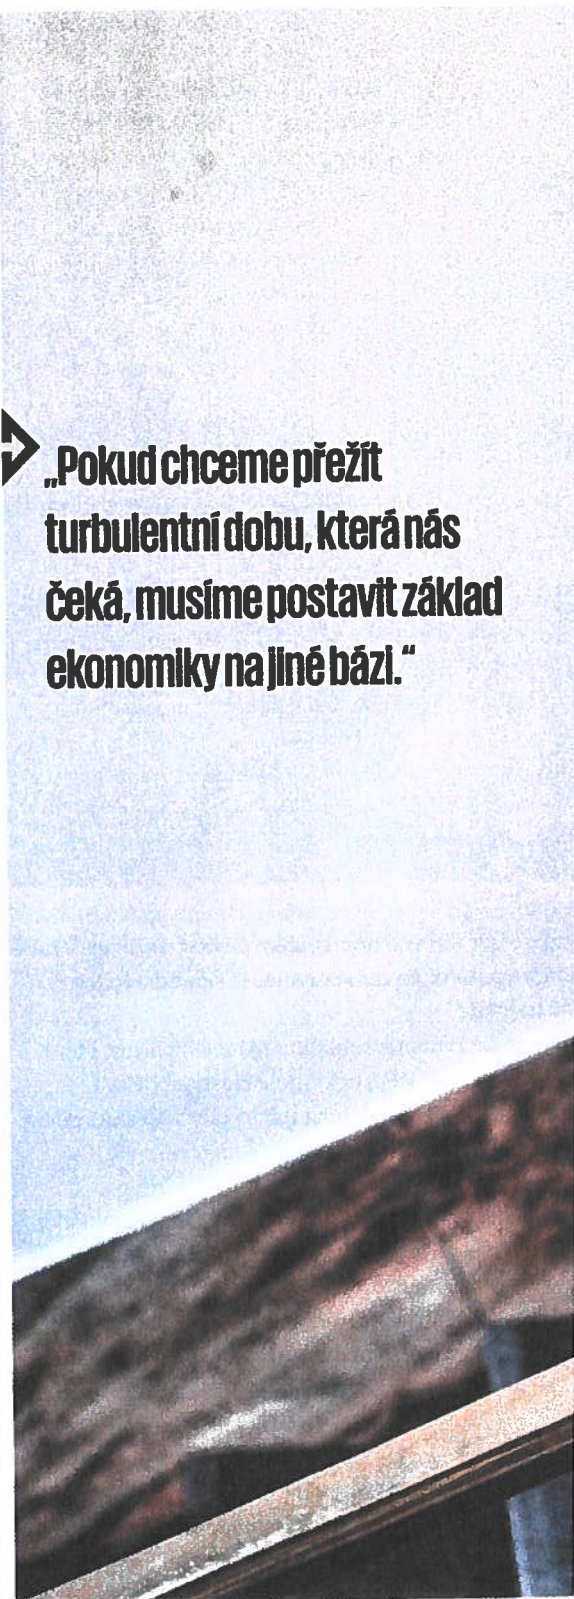 „Pokud chceme přežít
turbulentní dobu, která nás
čeká, musíme postavit základ
ekonomiky na jiné bázi.“